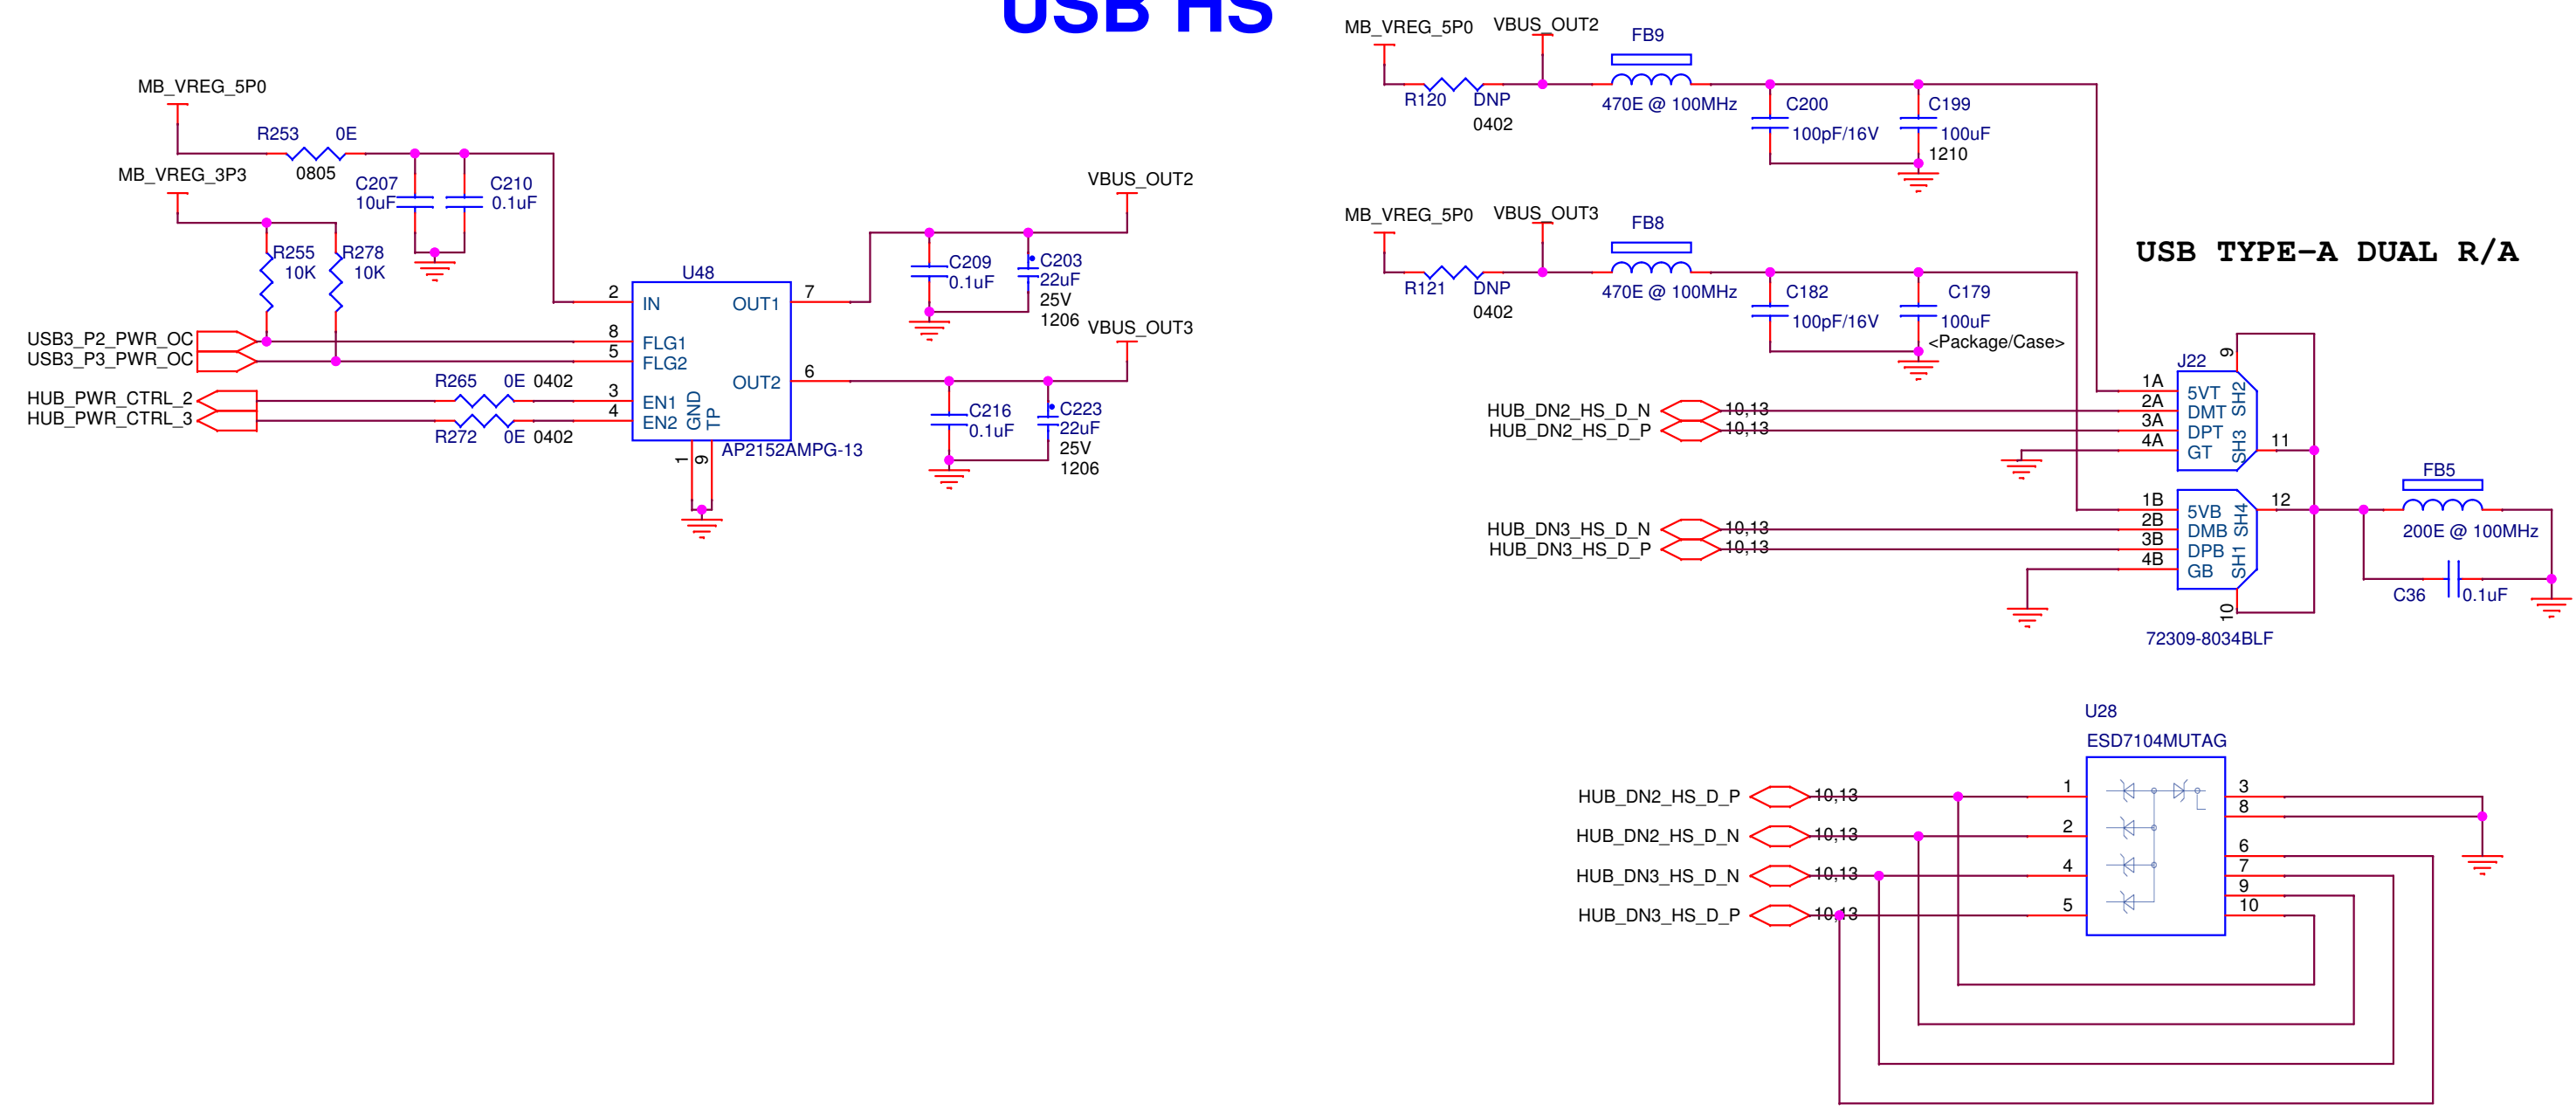 USB HS
MB_VREG_5P0
R253 0E
0805
MB_VREG_3P3
C207
10uF
C210
0.1uF
R255
10K
R278
10K
USB3_P2_PWR_OC
USB3_P3_PWR_OC
HUB_PWR_CTRL_2
HUB_PWR_CTRL_3
R265 0E 0402
R272 0E 0402
U48
2 IN
8 FLG1
5 FLG2
3 EN1
4 EN2
GND
TP
1
9
OUT1 7
OUT2 6
AP2152AMPG-13
VBUS_OUT2
C209
0.1uF
C203
22uF
25V
1206
VBUS_OUT3
C216
0.1uF
C223
22uF
25V
1206
MB_VREG_5P0 VBUS_OUT2
FB9
R120 DNP
0402
470E @ 100MHz
C200
100pF/16V
C199
100uF
1210
MB_VREG_5P0 VBUS_OUT3
FB8
R121 DNP
0402
470E @ 100MHz
C182
100pF/16V
C179
100uF
<Package/Case>
USB TYPE-A DUAL R/A
J22
9
1A 5VT
2A DMT
3A DPT
4A GT
SH2
SH3
11
HUB_DN2_HS_D_N 10,13
HUB_DN2_HS_D_P 10,13
1B 5VB
2B DMB
3B DPB
4B GB
SH4
SH1
12
10
HUB_DN3_HS_D_N 10,13
HUB_DN3_HS_D_P 10,13
72309-8034BLF
FB5
200E @ 100MHz
C36 0.1uF
U28
ESD7104MUTAG
HUB_DN2_HS_D_P 10,13 1
HUB_DN2_HS_D_N 10,13 2
HUB_DN3_HS_D_N 10,13 4
HUB_DN3_HS_D_P 10,13 5
3
8
6
7
9
10